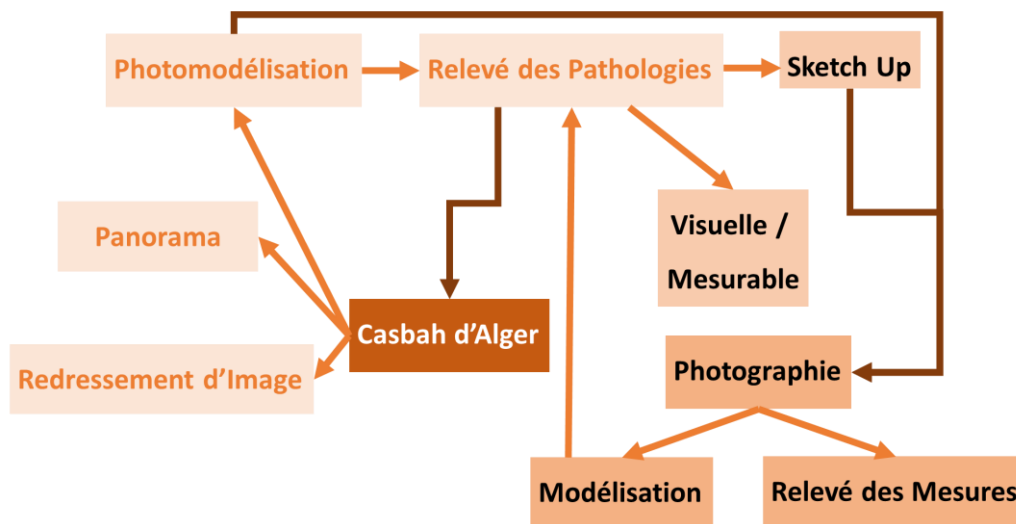 Photomodélisation
Relevé des Pathologies
Sketch Up
Panorama
Visuelle /
Mesurable
Casbah d’Alger
Redressement d’Image
Photographie
Modélisation
Relevé des Mesures